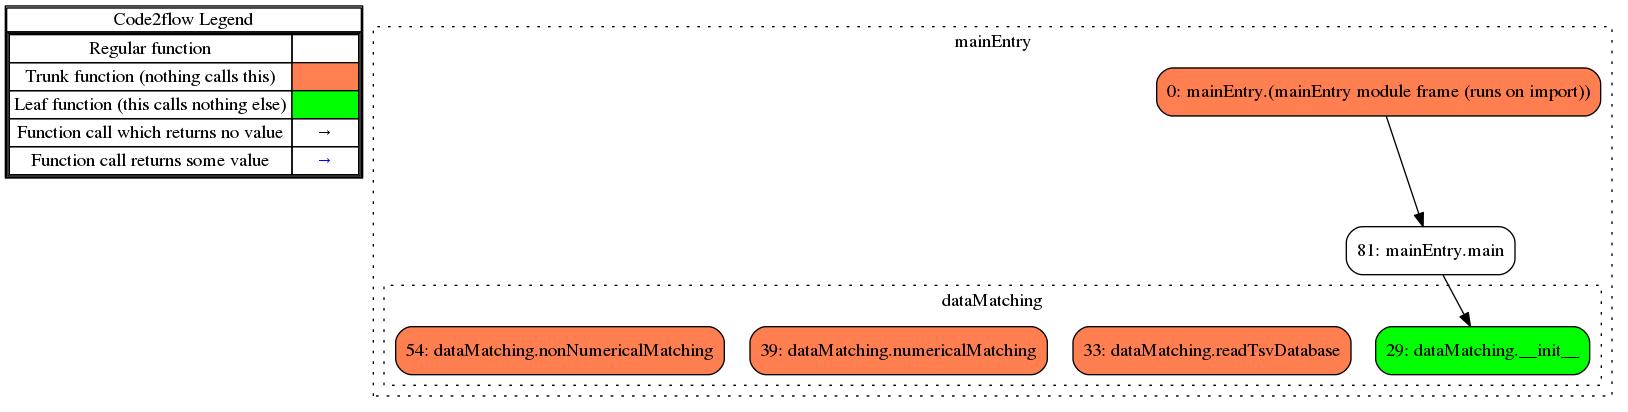 Code2flow Legend
Regular function
Trunk function (nothing calls this)
Leaf function (this calls nothing else)
Function call which returns no value →
Function call returns some value →
mainEntry
0: mainEntry.(mainEntry module frame (runs on import))
81: mainEntry.main
dataMatching
54: dataMatching.nonNumericalMatching
39: dataMatching.numericalMatching
33: dataMatching.readTsvDatabase
29: dataMatching.__init__